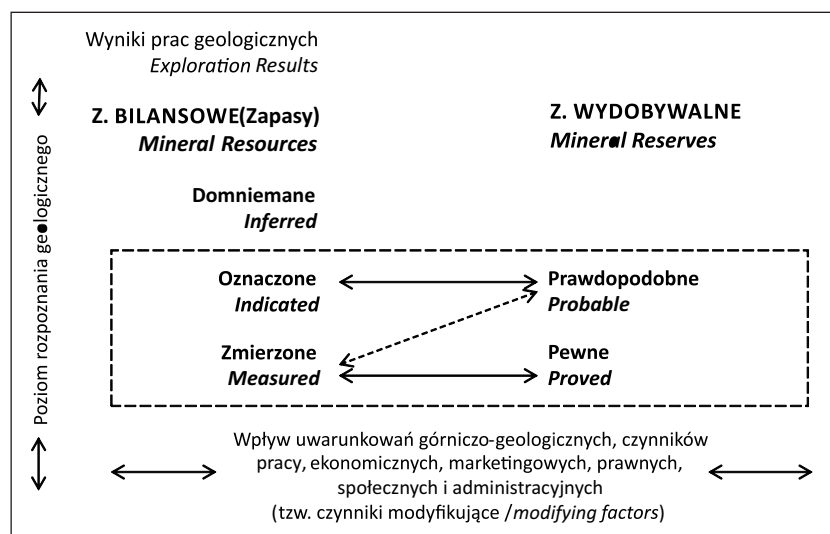 Wyniki prac geologicznych
Exploration Results
Z. BILANSOWE(Zapasy)
Mineral Resources
Z. WYDOBYWALNE
Mineral Reserves
Poziom rozpoznania geologicznego
Domniemane
Inferred
Oznaczone
Indicated
Prawdopodobne
Probable
Zmierzone
Measured
Pewne
Proved
Wpływ uwarunkowań górniczo-geologicznych, czynników
pracy, ekonomicznych, marketingowych, prawnych,
społecznych i administracyjnych
(tzw. czynniki modyfikujące /modifying factors)